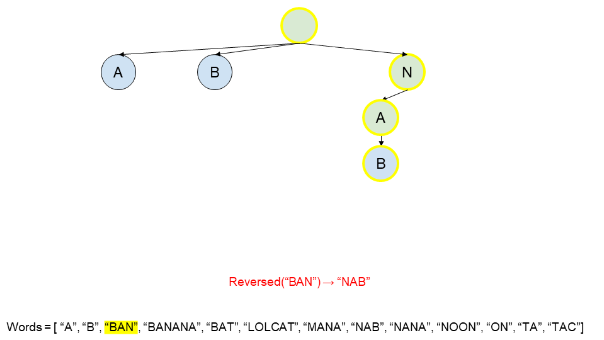 A B N
A
B
Reversed(“BAN”) → “NAB”
Words = [ “A”, “B”, “BAN”, “BANANA”, “BAT”, “LOLCAT”, “MANA”, “NAB”, “NANA”, “NOON”, “ON”, “TA”, “TAC”]